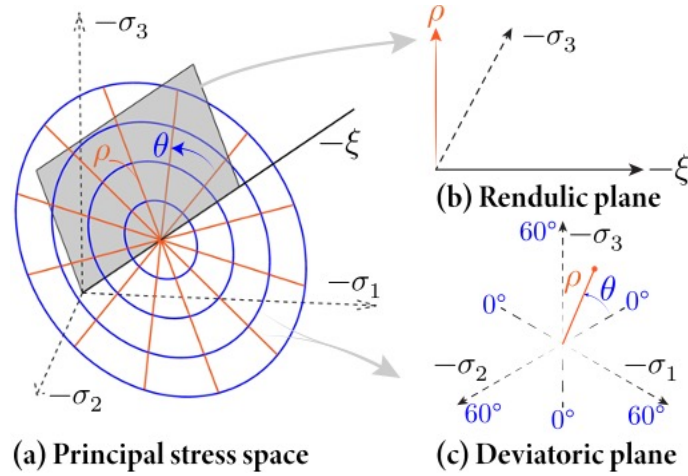 −σ₃
ρ
θ
−ξ
−σ₁
−σ₂
(a) Principal stress space
ρ
−σ₃
−ξ
(b) Rendulic plane
60°
−σ₃
ρ
θ
0°
0°
−σ₂
−σ₁
60°
0°
60°
(c) Deviatoric plane